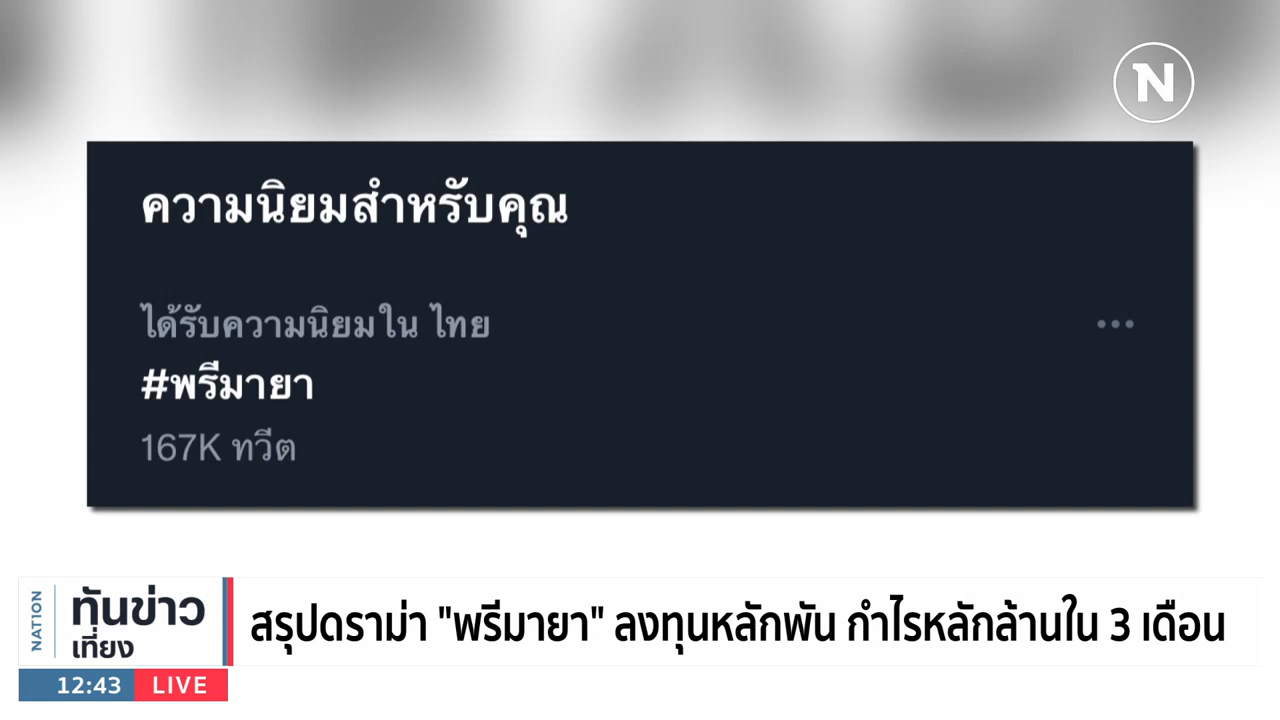 N
ความนิยมสำหรับคุณ
ได้รับความนิยมใน ไทย
#พรีมายา
167K ทวีต
NATION
ทันข่าว
เที่ยง
สรุปดราม่า "พรีมายา" ลงทุนหลักพัน กำไรหลักล้านใน 3 เดือน
12:43 LIVE